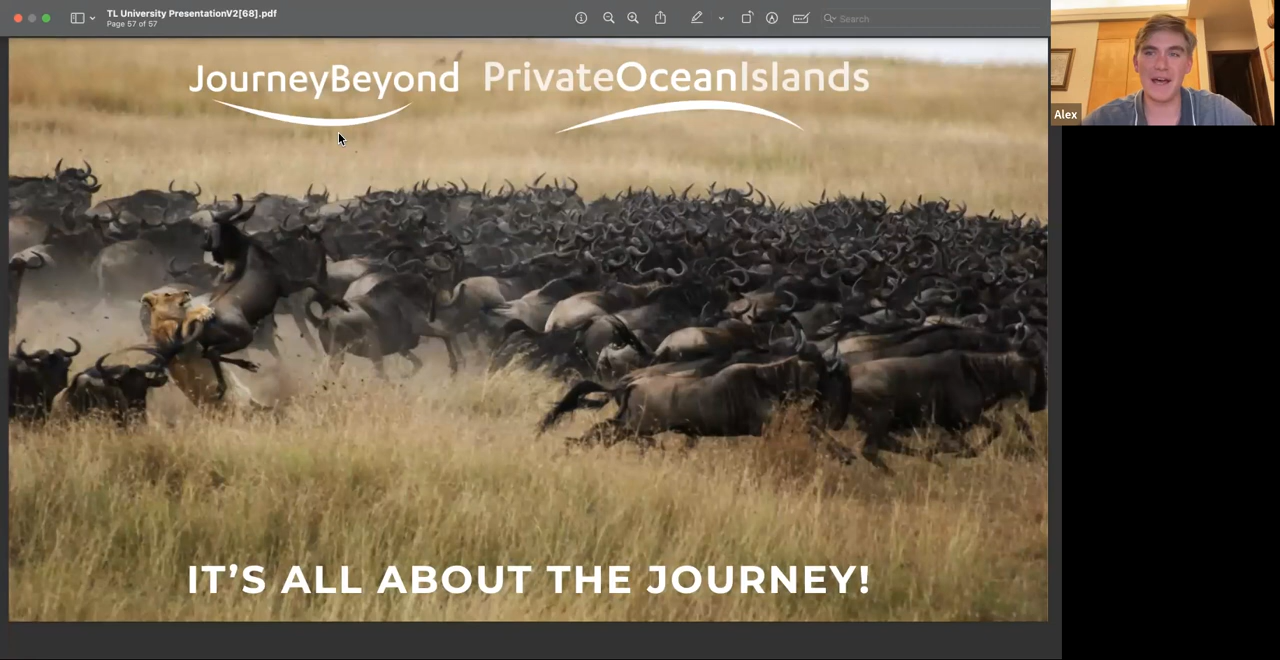 TL University PresentationV2[68].pdf
Page 57 of 57
Search
JourneyBeyond PrivateOceanIslands
Alex
IT'S ALL ABOUT THE JOURNEY!